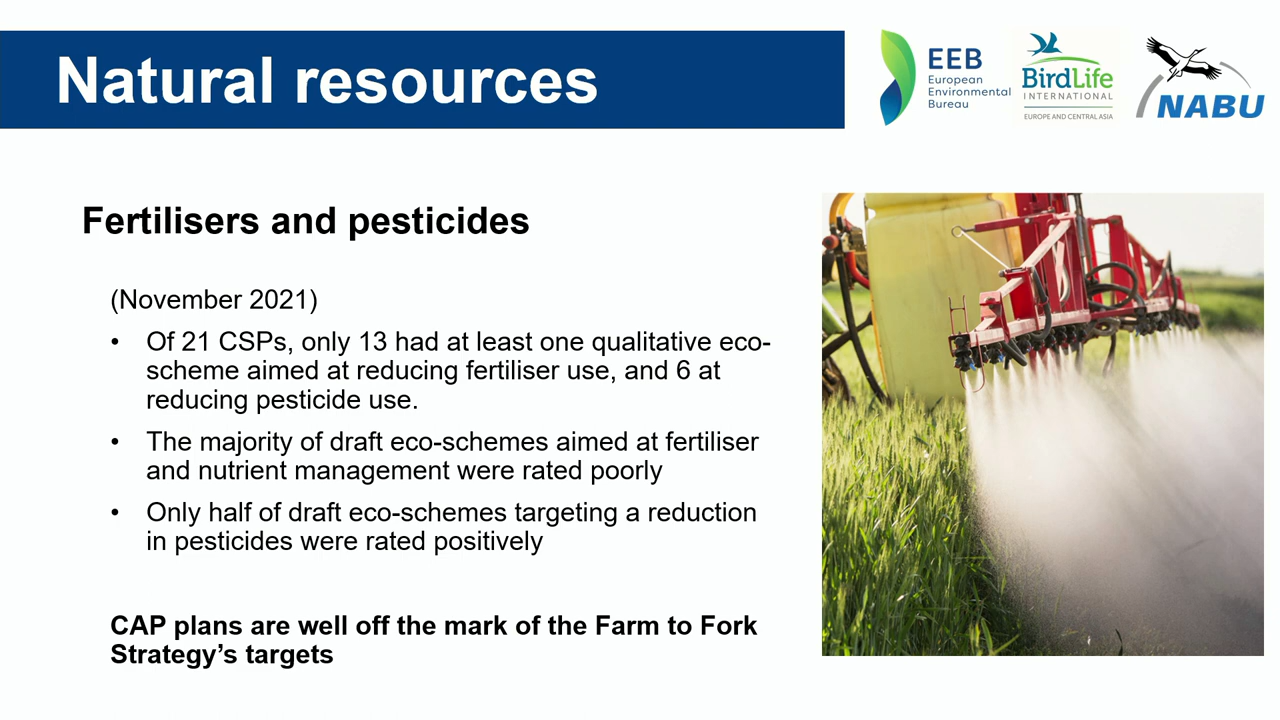 Natural resources
EEB
European
Environmental
Bureau
BirdLife
INTERNATIONAL
EUROPE AND CENTRAL ASIA
NABU
Fertilisers and pesticides
(November 2021)
• Of 21 CSPs, only 13 had at least one qualitative eco-
scheme aimed at reducing fertiliser use, and 6 at
reducing pesticide use.
• The majority of draft eco-schemes aimed at fertiliser
and nutrient management were rated poorly
• Only half of draft eco-schemes targeting a reduction
in pesticides were rated positively
CAP plans are well off the mark of the Farm to Fork
Strategy’s targets